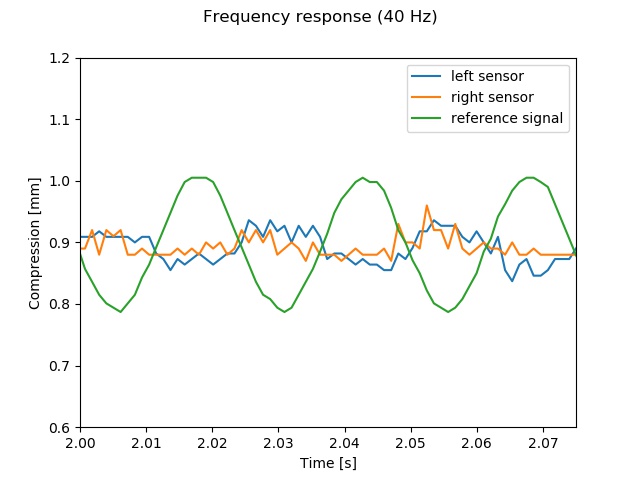 Frequency response (40 Hz)
1.2
1.1
1.0
0.9
0.8
0.7
0.6
Compression [mm]
left sensor
right sensor
reference signal
2.00 2.01 2.02 2.03 2.04 2.05 2.06 2.07
Time [s]